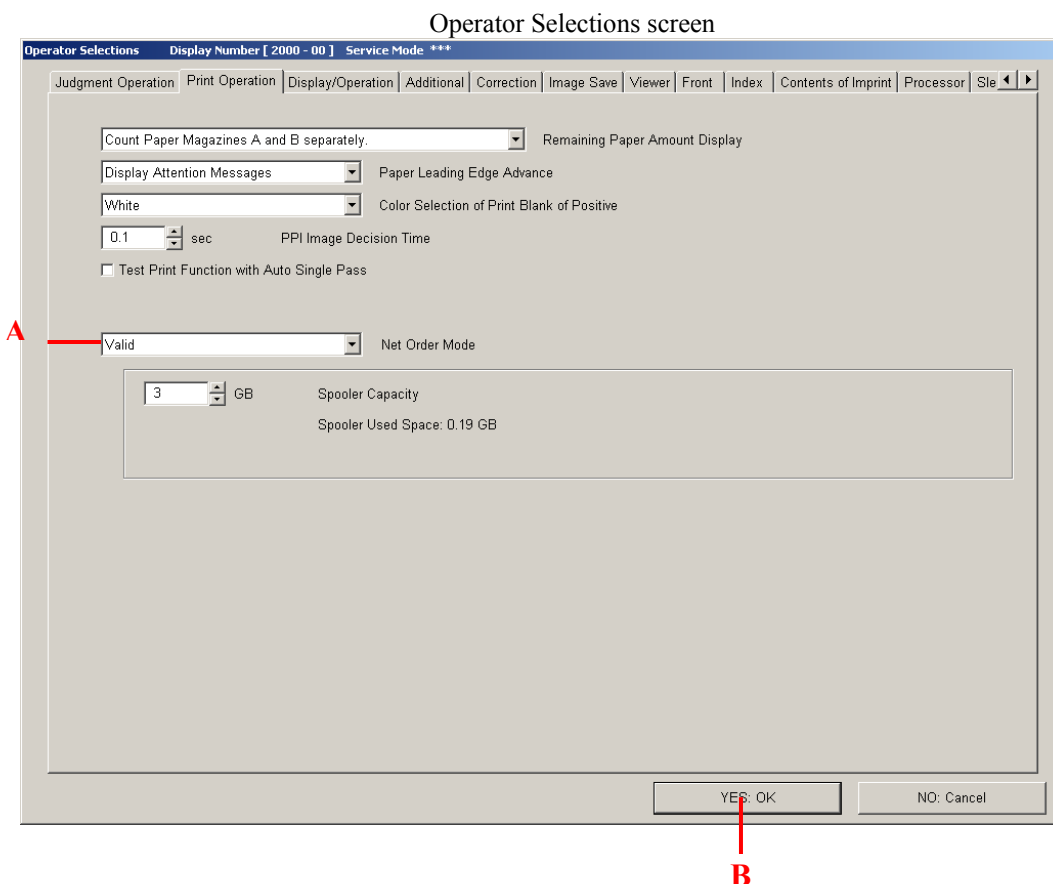 Operator Selections screen
Operator Selections Display Number [ 2000 - 00 ] Service Mode ***
Judgment Operation Print Operation Display/Operation Additional Correction Image Save Viewer Front Index Contents of Imprint Processor Sle
Count Paper Magazines A and B separately. Remaining Paper Amount Display
Display Attention Messages Paper Leading Edge Advance
White Color Selection of Print Blank of Positive
0.1 sec PPI Image Decision Time
Test Print Function with Auto Single Pass
A
Valid Net Order Mode
3 GB Spooler Capacity
Spooler Used Space: 0.19 GB
YES: OK NO: Cancel
B